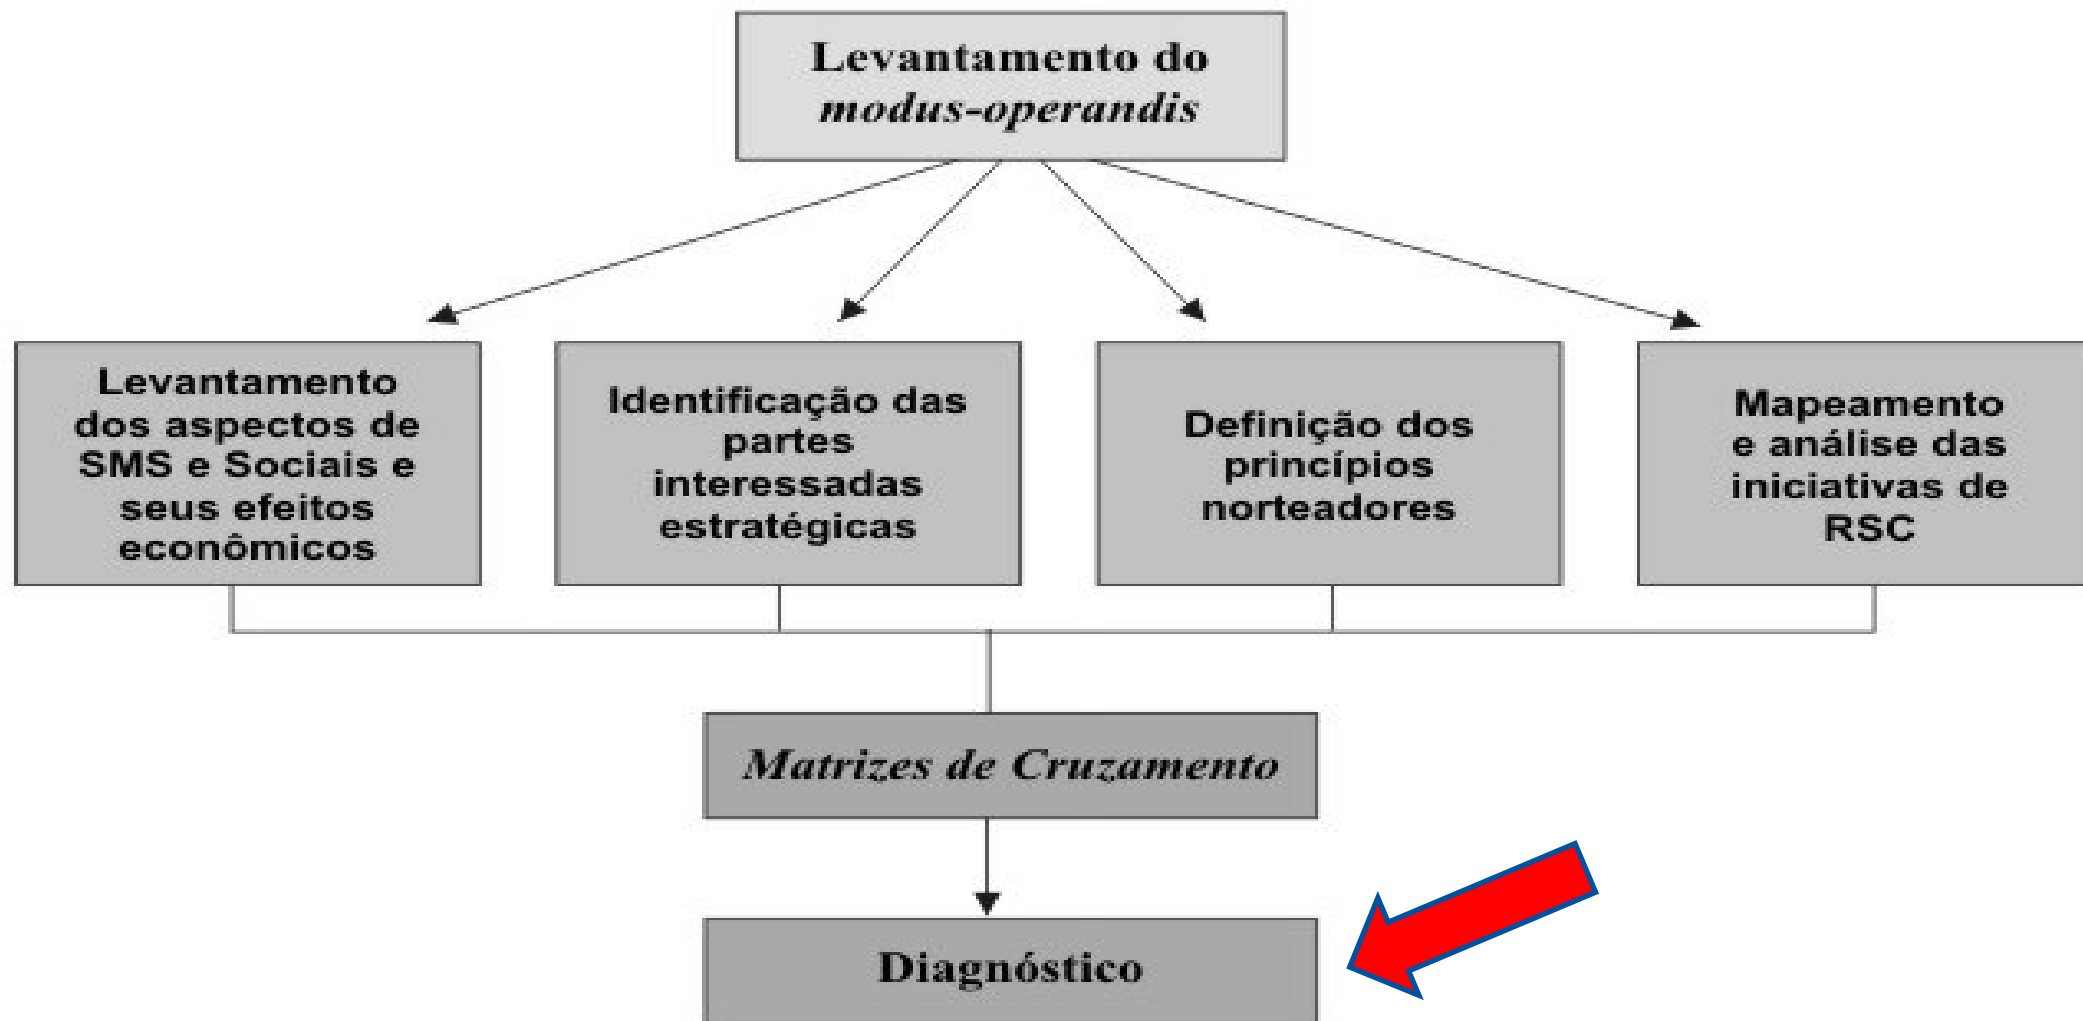 Levantamento do
modus-operandis
Levantamento
dos aspectos de
SMS e Sociais e
seus efeitos
econômicos
Identificação das
partes
interessadas
estratégicas
Definição dos
princípios
norteadores
Mapeamento
e análise das
iniciativas de
RSC
Matrizes de Cruzamento
Diagnóstico